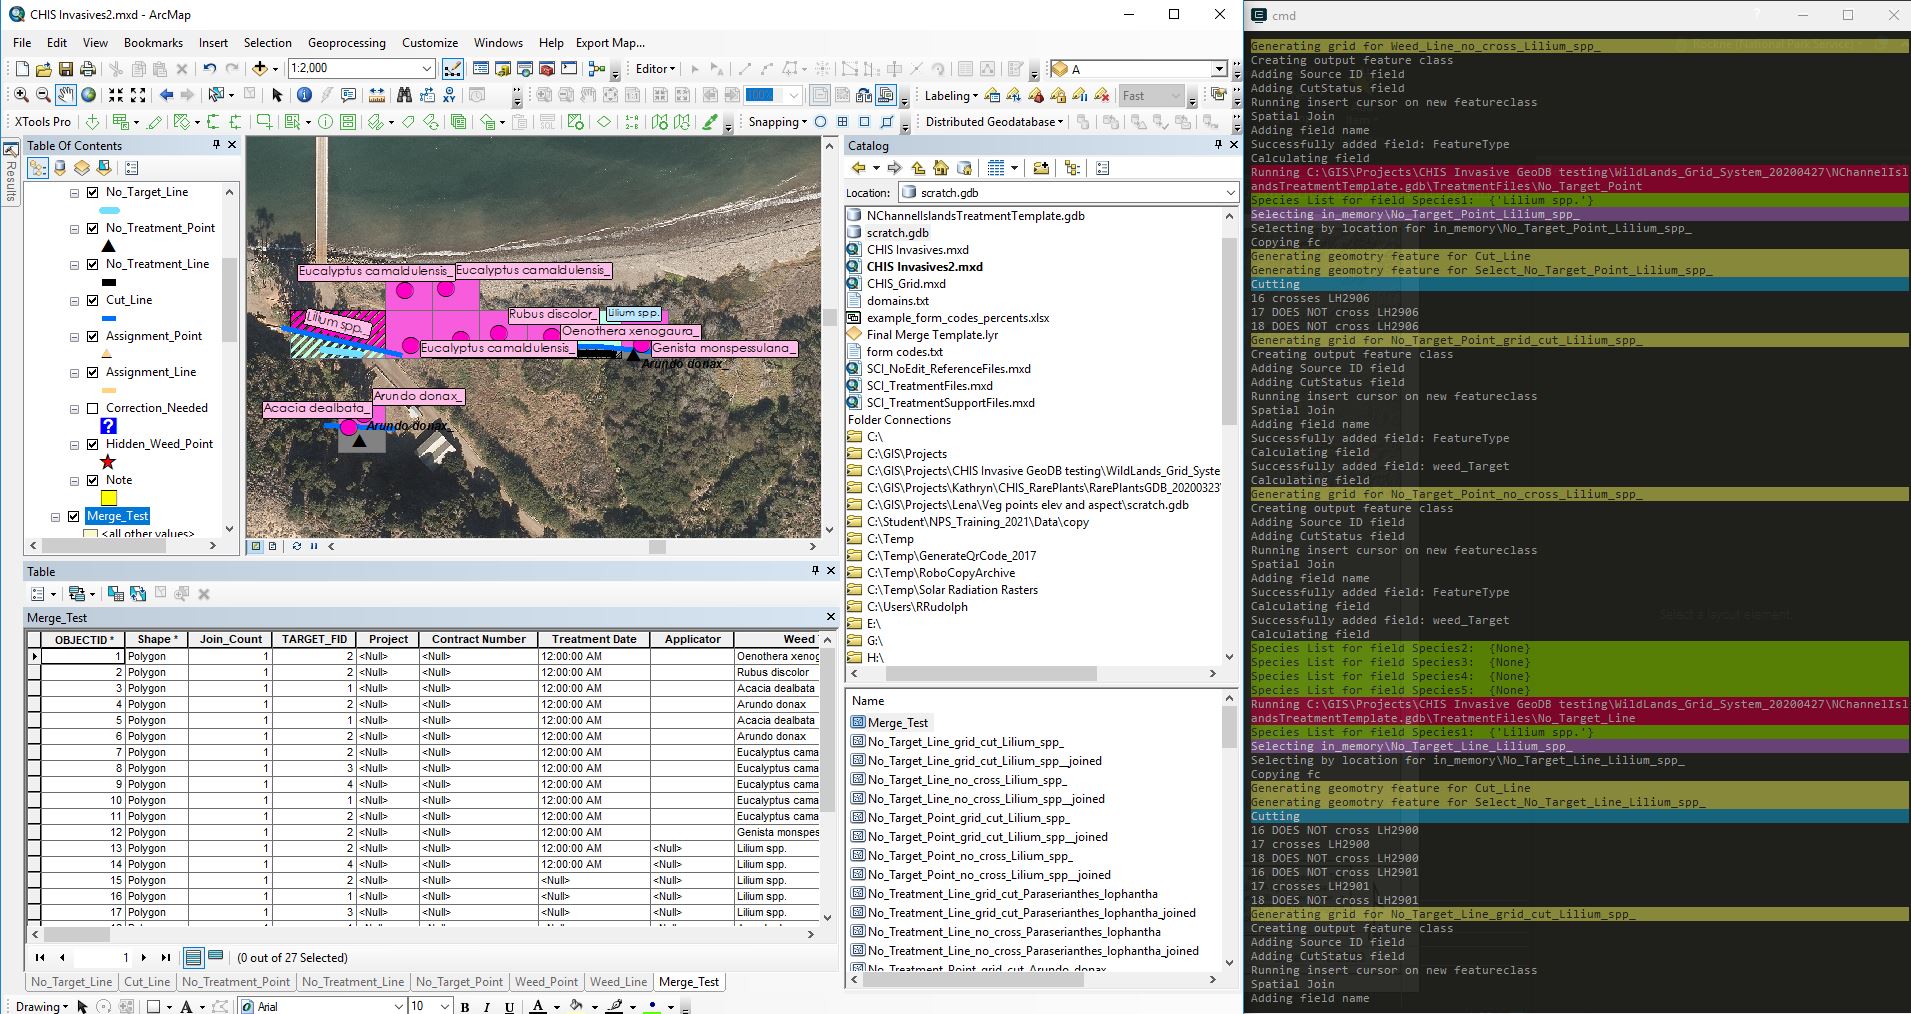 CHIS Invasives2.mxd - ArcMap
File Edit View Bookmarks Insert Selection Geoprocessing Customize Windows Help Export Map...
1:2,000
Editor
A
100%
Labeling
Fast
XTools Pro
Snapping
Distributed Geodatabase
Results
Table Of Contents
No_Target_Line
No_Treatment_Point
No_Treatment_Line
Cut_Line
Assignment_Point
Assignment_Line
Correction_Needed
?
Hidden_Weed_Point
Note
Merge_Test
<all other values>
Eucalyptus camaldulensis_ Eucalyptus camaldulensis_
Lilium spp.
Rubus discolor_
Lilium spp.
Oenothera xenogaura_
Eucalyptus camaldulensis_
Genista monspessulana_
Arundo donax_
Arundo donax_
Acacia dealbata_
Arundo donax_
Catalog
Location: scratch.gdb
NChannelIslandsTreatmentTemplate.gdb
scratch.gdb
CHIS Invasives.mxd
CHIS Invasives2.mxd
CHIS_Grid.mxd
domains.txt
example_form_codes_percents.xlsx
Final Merge Template.lyr
form codes.txt
SCI_NoEdit_ReferenceFiles.mxd
SCI_TreatmentFiles.mxd
SCI_TreatmentSupportFiles.mxd
Folder Connections
C:\
C:\GIS\Projects
C:\GIS\Projects\CHIS Invasive GeoDB testing\WildLands_Grid_Syste
C:\GIS\Projects\Kathryn\CHIS_RarePlants\RarePlantsGDB_20200323
C:\GIS\Projects\Lena\Veg points elev and aspect\scratch.gdb
C:\Student\NPS_Training_2021\Data\copy
C:\Temp
C:\Temp\GenerateQrCode_2017
C:\Temp\RoboCopyArchive
C:\Temp\Solar Radiation Rasters
C:\Users\RRudolph
E:\
G:\
H:\
Name
Merge_Test
No_Target_Line_grid_cut_Lilium_spp_
No_Target_Line_grid_cut_Lilium_spp__joined
No_Target_Line_no_cross_Lilium_spp_
No_Target_Line_no_cross_Lilium_spp__joined
No_Target_Point_grid_cut_Lilium_spp_
No_Target_Point_grid_cut_Lilium_spp__joined
No_Target_Point_no_cross_Lilium_spp_
No_Target_Point_no_cross_Lilium_spp__joined
No_Treatment_Line_grid_cut_Paraserianthes_lophantha
No_Treatment_Line_grid_cut_Paraserianthes_lophantha_joined
No_Treatment_Line_no_cross_Paraserianthes_lophantha
No_Treatment_Line_no_cross_Paraserianthes_lophantha_joined
No_Treatment_Point_grid_cut_Arundo_donax
Table
Merge_Test
OBJECTID * Shape * Join_Count TARGET_FID Project Contract Number Treatment Date Applicator Weed
1 Polygon 1 2 <Null> <Null> 12:00:00 AM Oenothera xenog
2 Polygon 1 2 <Null> <Null> 12:00:00 AM Rubus discolor
3 Polygon 1 1 <Null> <Null> 12:00:00 AM Acacia dealbata
4 Polygon 1 2 <Null> <Null> 12:00:00 AM Arundo donax
5 Polygon 1 1 <Null> <Null> 12:00:00 AM Acacia dealbata
6 Polygon 1 2 <Null> <Null> 12:00:00 AM Arundo donax
7 Polygon 1 2 <Null> <Null> 12:00:00 AM Eucalyptus cama
8 Polygon 1 3 <Null> <Null> 12:00:00 AM Eucalyptus cama
9 Polygon 1 4 <Null> <Null> 12:00:00 AM Eucalyptus cama
10 Polygon 1 1 <Null> <Null> 12:00:00 AM Eucalyptus cama
11 Polygon 1 2 <Null> <Null> 12:00:00 AM Eucalyptus cama
12 Polygon 1 2 <Null> <Null> 12:00:00 AM Genista monspes
13 Polygon 1 2 <Null> <Null> 12:00:00 AM <Null> Lilium spp.
14 Polygon 1 4 <Null> <Null> 12:00:00 AM <Null> Lilium spp.
15 Polygon 1 2 <Null> <Null> <Null> <Null> Lilium spp.
16 Polygon 1 1 <Null> <Null> <Null> <Null> Lilium spp.
17 Polygon 1 3 <Null> <Null> <Null> <Null> Lilium spp.
1 (0 out of 27 Selected)
No_Target_Line Cut_Line No_Treatment_Point No_Treatment_Line No_Target_Point Weed_Point Weed_Line Merge_Test
Drawing A Arial 10 B I U A
cmd
Generating grid for Weed_Line_no_cross_Lilium_spp_
Creating output feature class
Adding Source ID field
Adding CutStatus field
Running insert cursor on new featureclass
Spatial Join
Adding field name
Successfully added field: FeatureType
Calculating field
Running C:\GIS\Projects\CHIS Invasive GeoDB testing\WildLands_Grid_System_20200427\NChannelIsl
andsTreatmentTemplate.gdb\TreatmentFiles\No_Target_Point
Species List for field Species1:  {'Lilium spp.'}
Selecting in_memory\No_Target_Point_Lilium_spp_
Selecting by location for in_memory\No_Target_Point_Lilium_spp_
Copying fc
Generating geomotry feature for Cut_Line
Generating geomotry feature for Select_No_Target_Point_Lilium_spp_
Cutting
16 crosses LH2906
17 DOES NOT cross LH2906
18 DOES NOT cross LH2906
Generating grid for No_Target_Point_grid_cut_Lilium_spp_
Creating output feature class
Adding Source ID field
Adding CutStatus field
Running insert cursor on new featureclass
Spatial Join
Adding field name
Successfully added field: FeatureType
Calculating field
Successfully added field: weed_Target
Calculating field
Generating grid for No_Target_Point_no_cross_Lilium_spp_
Creating output feature class
Adding Source ID field
Adding CutStatus field
Running insert cursor on new featureclass
Spatial Join
Adding field name
Successfully added field: FeatureType
Calculating field
Successfully added field: weed_Target
Calculating field
Species List for field Species2:  {None}
Species List for field Species3:  {None}
Species List for field Species4:  {None}
Species List for field Species5:  {None}
Running C:\GIS\Projects\CHIS Invasive GeoDB testing\WildLands_Grid_System_20200427\NChannelIsl
andsTreatmentTemplate.gdb\TreatmentFiles\No_Target_Line
Species List for field Species1:  {'Lilium spp.'}
Selecting in_memory\No_Target_Line_Lilium_spp_
Selecting by location for in_memory\No_Target_Line_Lilium_spp_
Copying fc
Generating geomotry feature for Cut_Line
Generating geomotry feature for Select_No_Target_Line_Lilium_spp_
Cutting
16 DOES NOT cross LH2900
17 crosses LH2900
18 DOES NOT cross LH2900
16 DOES NOT cross LH2901
17 crosses LH2901
18 DOES NOT cross LH2901
Generating grid for No_Target_Line_grid_cut_Lilium_spp_
Creating output feature class
Adding Source ID field
Adding CutStatus field
Running insert cursor on new featureclass
Spatial Join
Adding field name
Select a layout element.